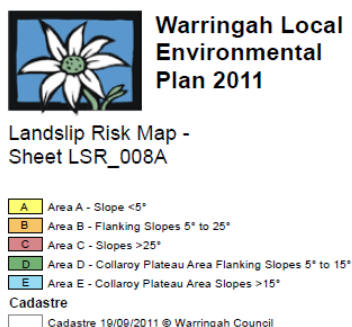 Warringah Local
Environmental
Plan 2011
Landslip Risk Map -
Sheet LSR_008A
A Area A - Slope <5°
B Area B - Flanking Slopes 5° to 25°
C Area C - Slopes >25°
D Area D - Collaroy Plateau Area Flanking Slopes 5° to 15°
E Area E - Collaroy Plateau Area Slopes >15°
Cadastre
Cadastre 19/09/2011 © Warringah Council